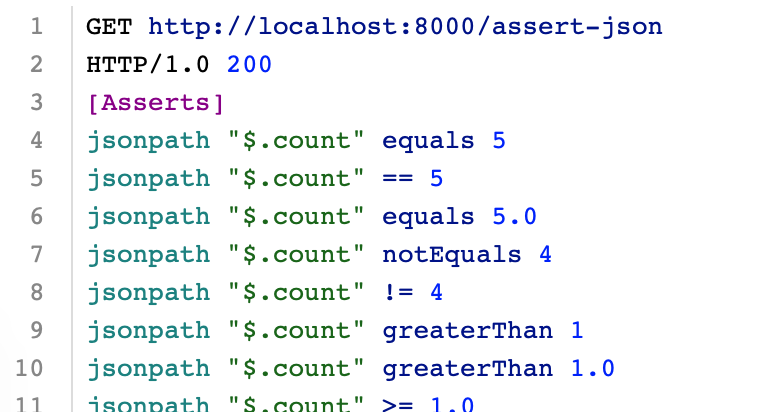 1 GET http://localhost:8000/assert-json
2 HTTP/1.0 200
3 [Asserts]
4 jsonpath "$.count" equals 5
5 jsonpath "$.count" == 5
6 jsonpath "$.count" equals 5.0
7 jsonpath "$.count" notEquals 4
8 jsonpath "$.count" != 4
9 jsonpath "$.count" greaterThan 1
10 jsonpath "$.count" greaterThan 1.0
11 jsonpath "$.count" >= 1.0